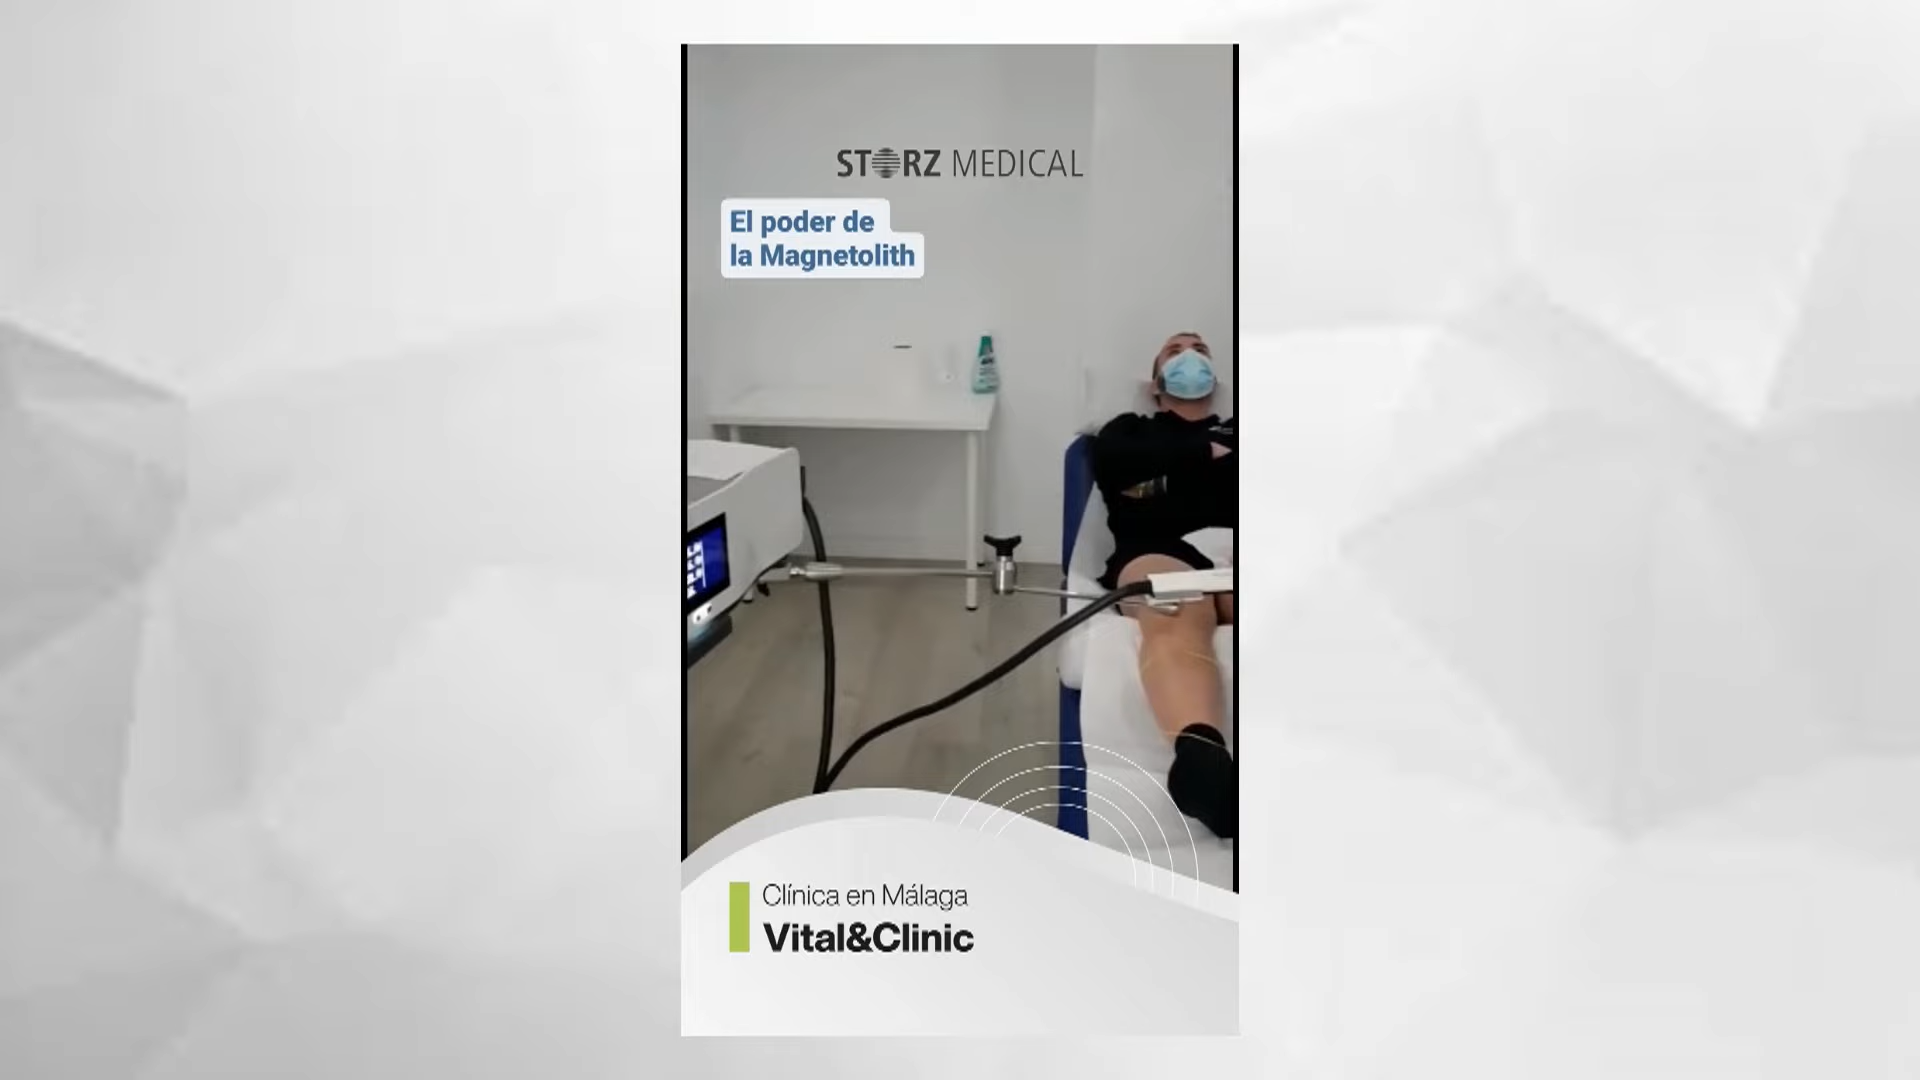 STORZ MEDICAL
El poder de
la Magnetolith
Clínica en Málaga
Vital&Clinic